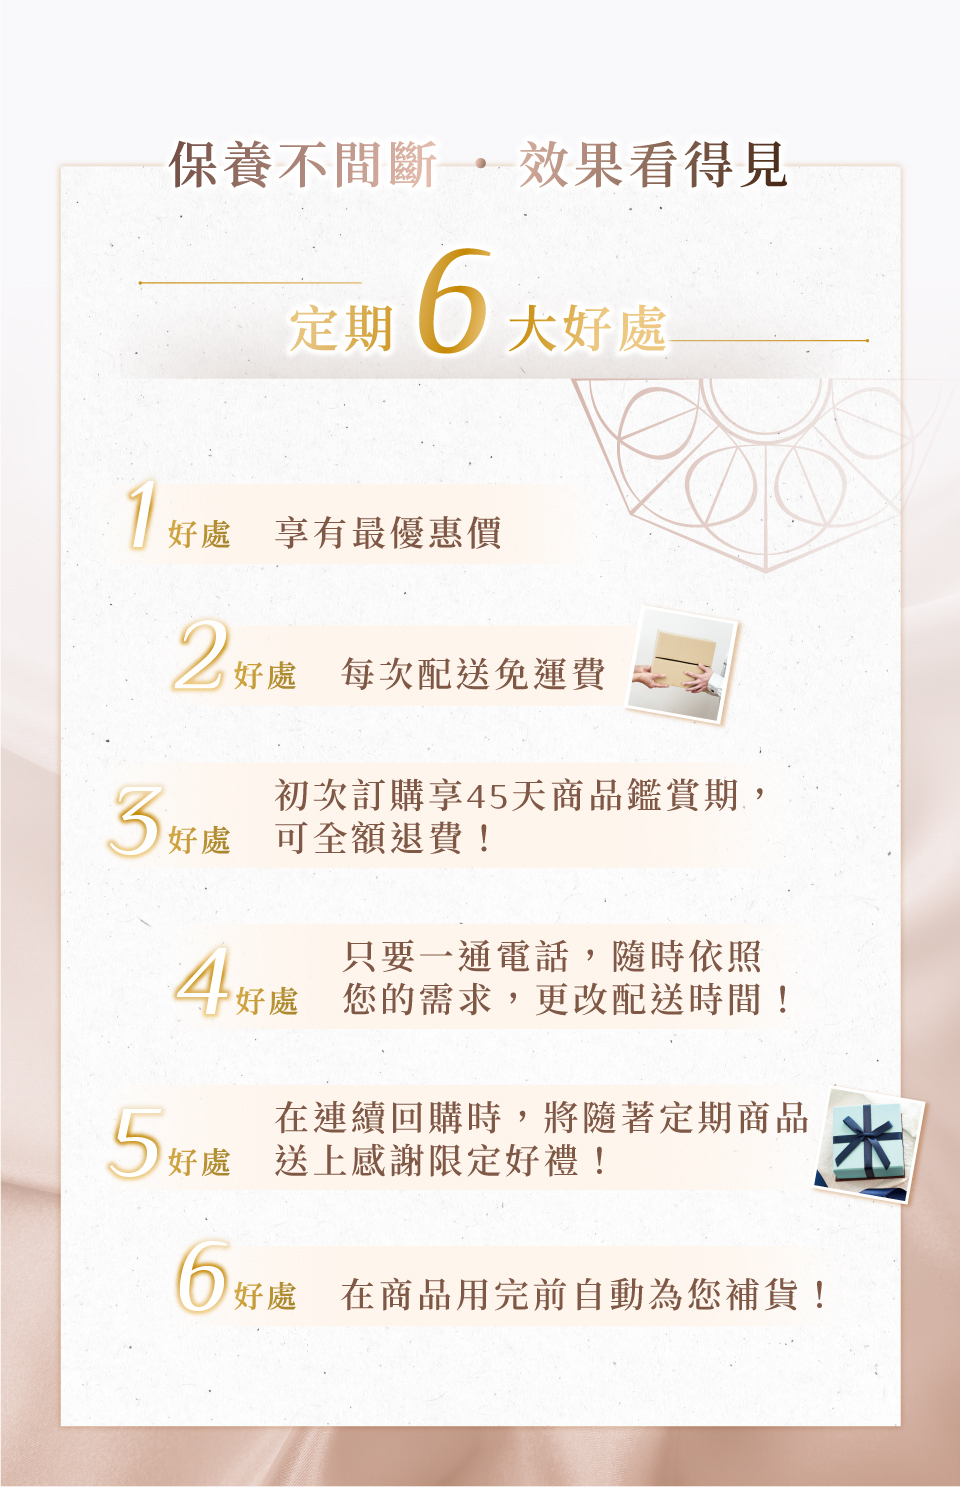 保養不間斷・效果看得見
定期6大好處
1好處 享有最優惠價
2好處 每次配送免運費
3好處 初次訂購享45天商品鑑賞期，
可全額退費！
4好處 只要一通電話，隨時依照
您的需求，更改配送時間！
5好處 在連續回購時，將隨著定期商品
送上感謝限定好禮！
6好處 在商品用完前自動為您補貨！